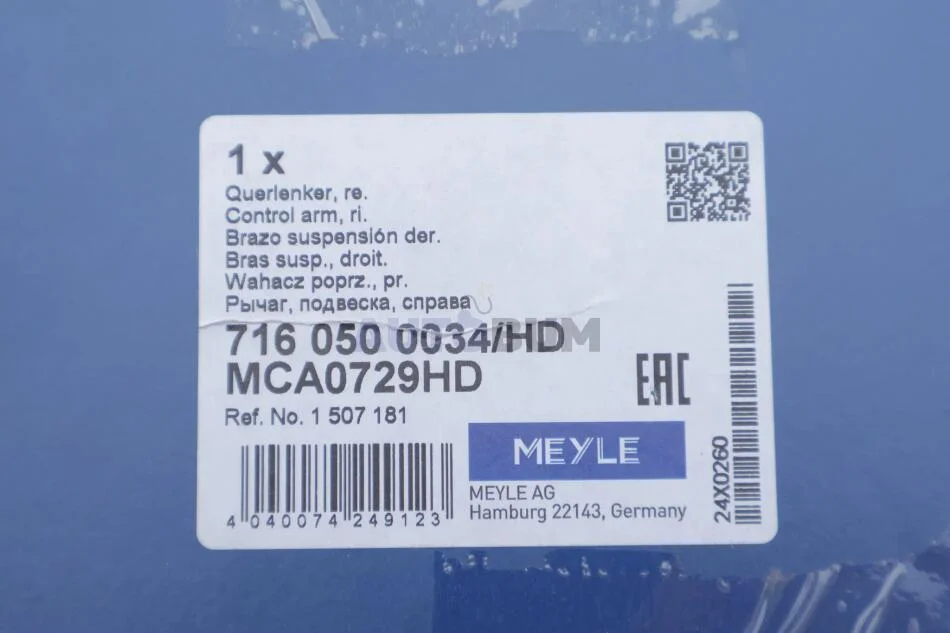 1 x
Querlenker, re.
Control arm, ri.
Brazo suspensión der.
Bras susp., droit.
Wahacz poprz., pr.
Рычаг, подвеска, справа
716 050 0034/HD
AUTOBUM
MCA0729HD
EAC
Ref. No. 1 507 181
MEYLE
MEYLE AG
Hamburg 22143, Germany
4 040074 249123
24X0260